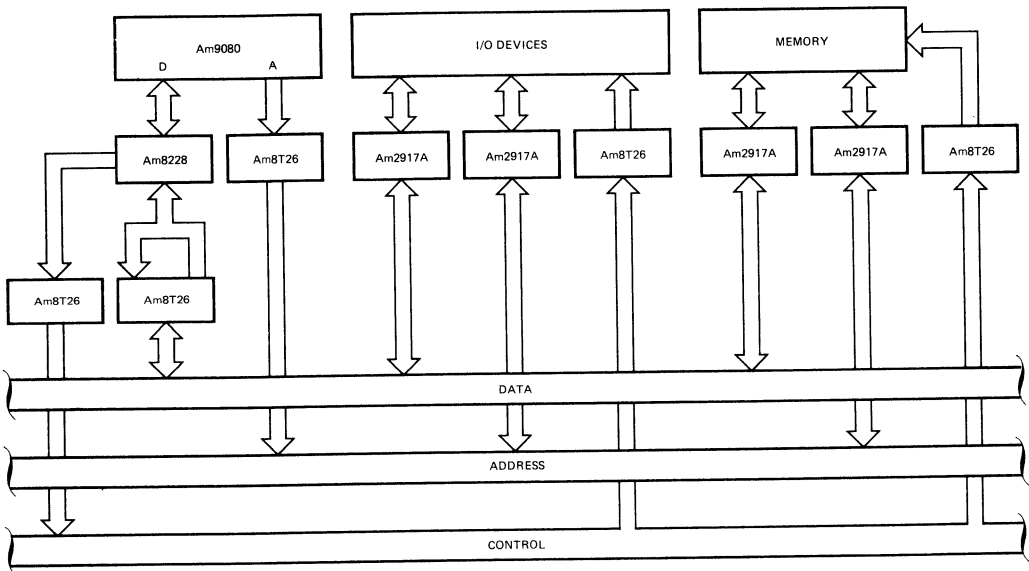 Am9080
D A
I/O DEVICES
MEMORY
Am8228
Am8T26
Am2917A
Am2917A
Am8T26
Am2917A
Am2917A
Am8T26
Am8T26
Am8T26
DATA
ADDRESS
CONTROL